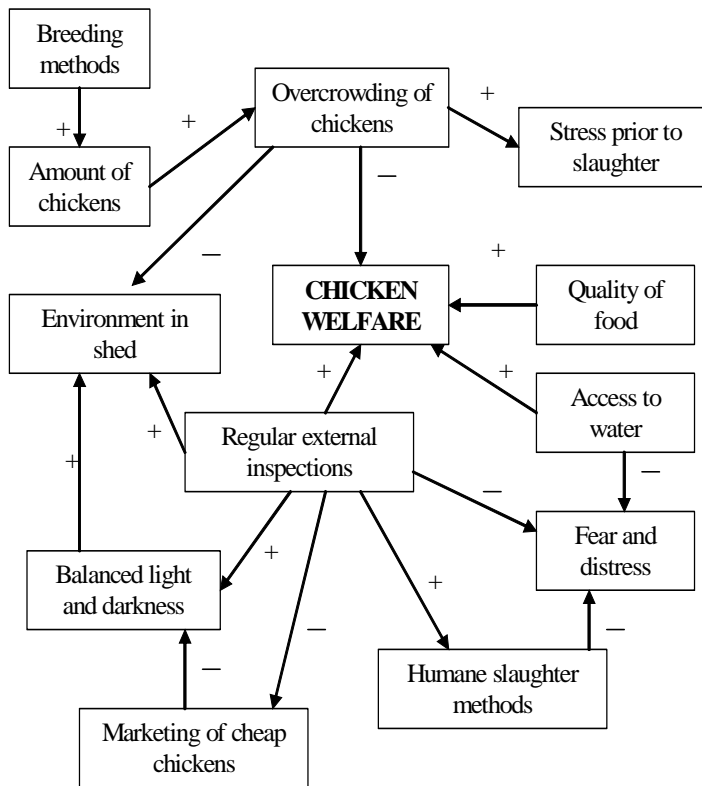 Breeding
methods
Overcrowding of
chickens
+
+
+
Stress prior to
slaughter
Amount of
chickens
–
–
+
CHICKEN
WELFARE
Quality of
food
Environment in
shed
+
+
Access to
water
+
Regular external
inspections
+
–
–
Fear and
distress
+
+
Balanced light
and darkness
–
–
–
Humane slaughter
methods
Marketing of cheap
chickens